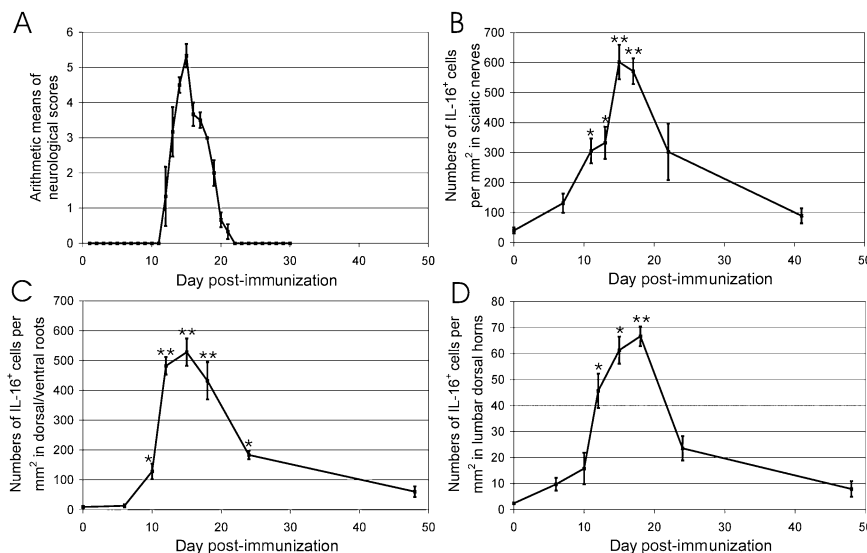 A
Arithmetic means of
neurological scores
6
5
4
3
2
1
0
0 10 20 30 40 50
Day post-immunization
B
Numbers of IL-16+ cells
per mm2 in sciatic nerves
700
600
500
400
300
200
100
0
* * ** **
0 10 20 30 40 50
Day post-immunization
C
Numbers of IL-16+ cells per
mm2 in dorsal/ventral roots
700
600
500
400
300
200
100
0
* ** ** ** *
0 10 20 30 40 50
Day post-immunization
D
Numbers of IL-16+ cells per
mm2 in lumbar dorsal horns
80
70
60
50
40
30
20
10
0
* * **
0 10 20 30 40 50
Day post-immunization